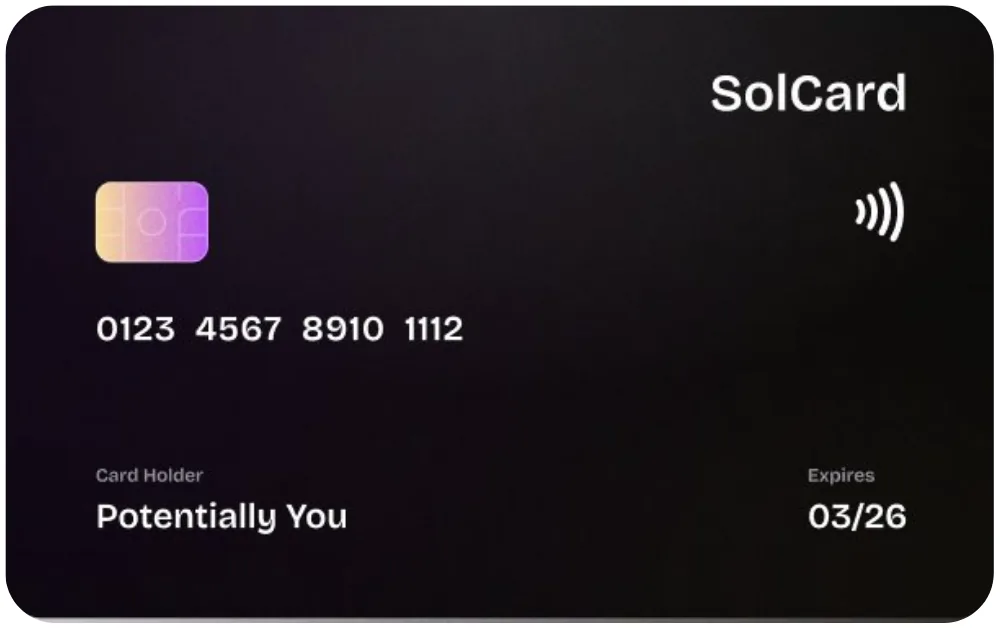 SolCard
0123 4567 8910 1112
Card Holder
Expires
Potentially You
03/26